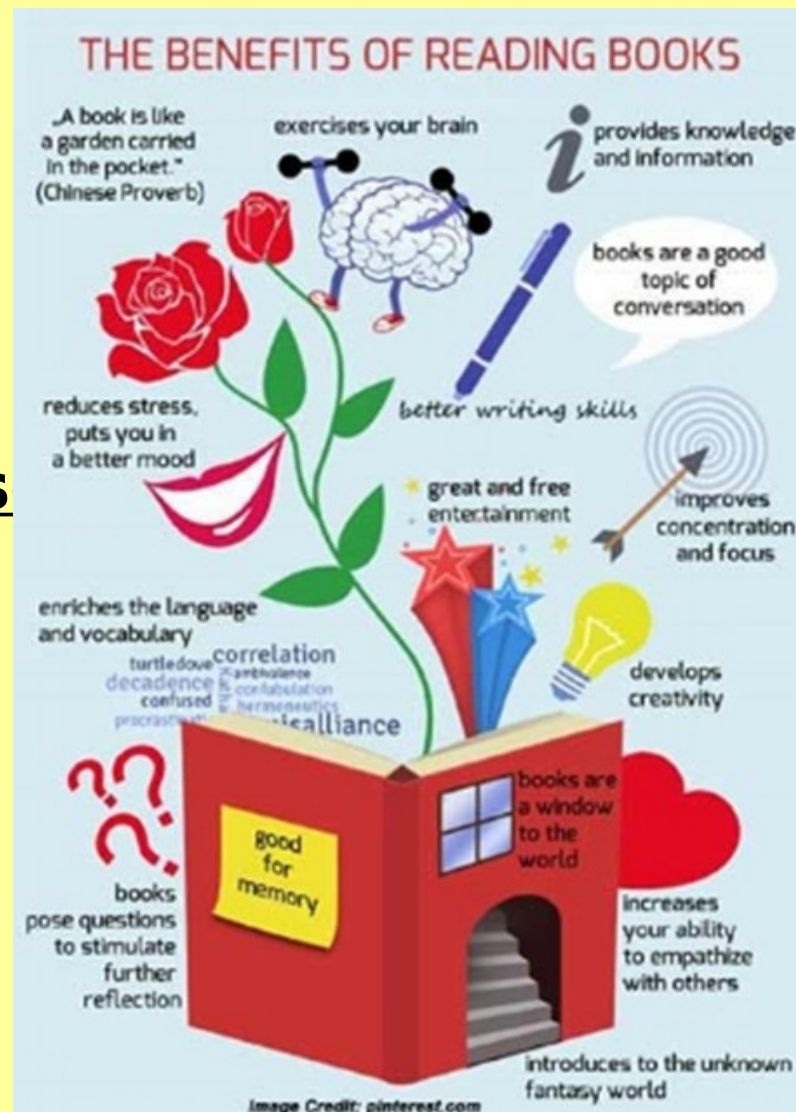 THE BENEFITS OF READING BOOKS
„A book is like
a garden carried
in the pocket."
(Chinese Proverb)
exercises your brain
provides knowledge
and information
books are a good
topic of
conversation
reduces stress,
puts you in
a better mood
better writing skills
S
great and free
entertainment
improves
concentration
and focus
enriches the language
and vocabulary
turtledove
correlation
decadence
ambivalence
confabulation
confused
hermeneutics
develops
creativity
books are
a window
to the
world
good
for
memory
books
pose questions
to stimulate
further
reflection
increases
your ability
to empathize
with others
introduces to the unknown
fantasy world
Image Credit: pinterest.com